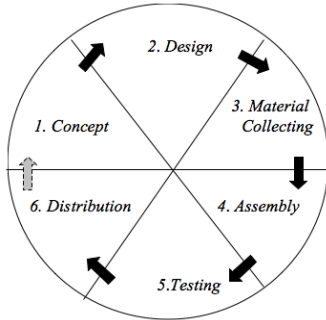 1. Concept
2. Design
3. Material
Collecting
4. Assembly
5.Testing
6. Distribution